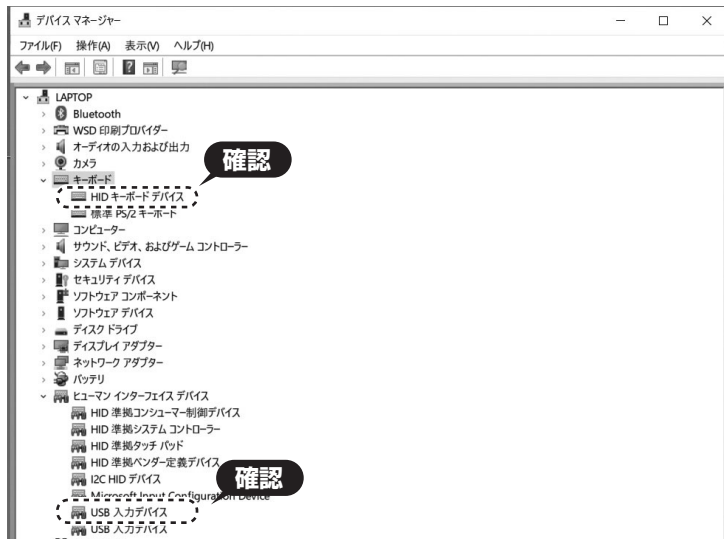 デバイス マネージャー
ファイル(F) 操作(A) 表示(V) ヘルプ(H)
LAPTOP
Bluetooth
WSD 印刷プロバイダー
オーディオの入力および出力
カメラ
確認
キーボード
HID キーボード デバイス
標準 PS/2 キーボード
コンピューター
サウンド、ビデオ、およびゲーム コントローラー
システム デバイス
セキュリティ デバイス
ソフトウェア コンポーネント
ソフトウェア デバイス
ディスク ドライブ
ディスプレイ アダプター
ネットワーク アダプター
バッテリ
ヒューマン インターフェイス デバイス
HID 準拠コンシューマー制御デバイス
HID 準拠システム コントローラー
HID 準拠タッチ パッド
HID 準拠ベンダー定義デバイス
I2C HID デバイス
確認
Microsoft Input Configuration Device
USB 入力デバイス
USB 入力デバイス